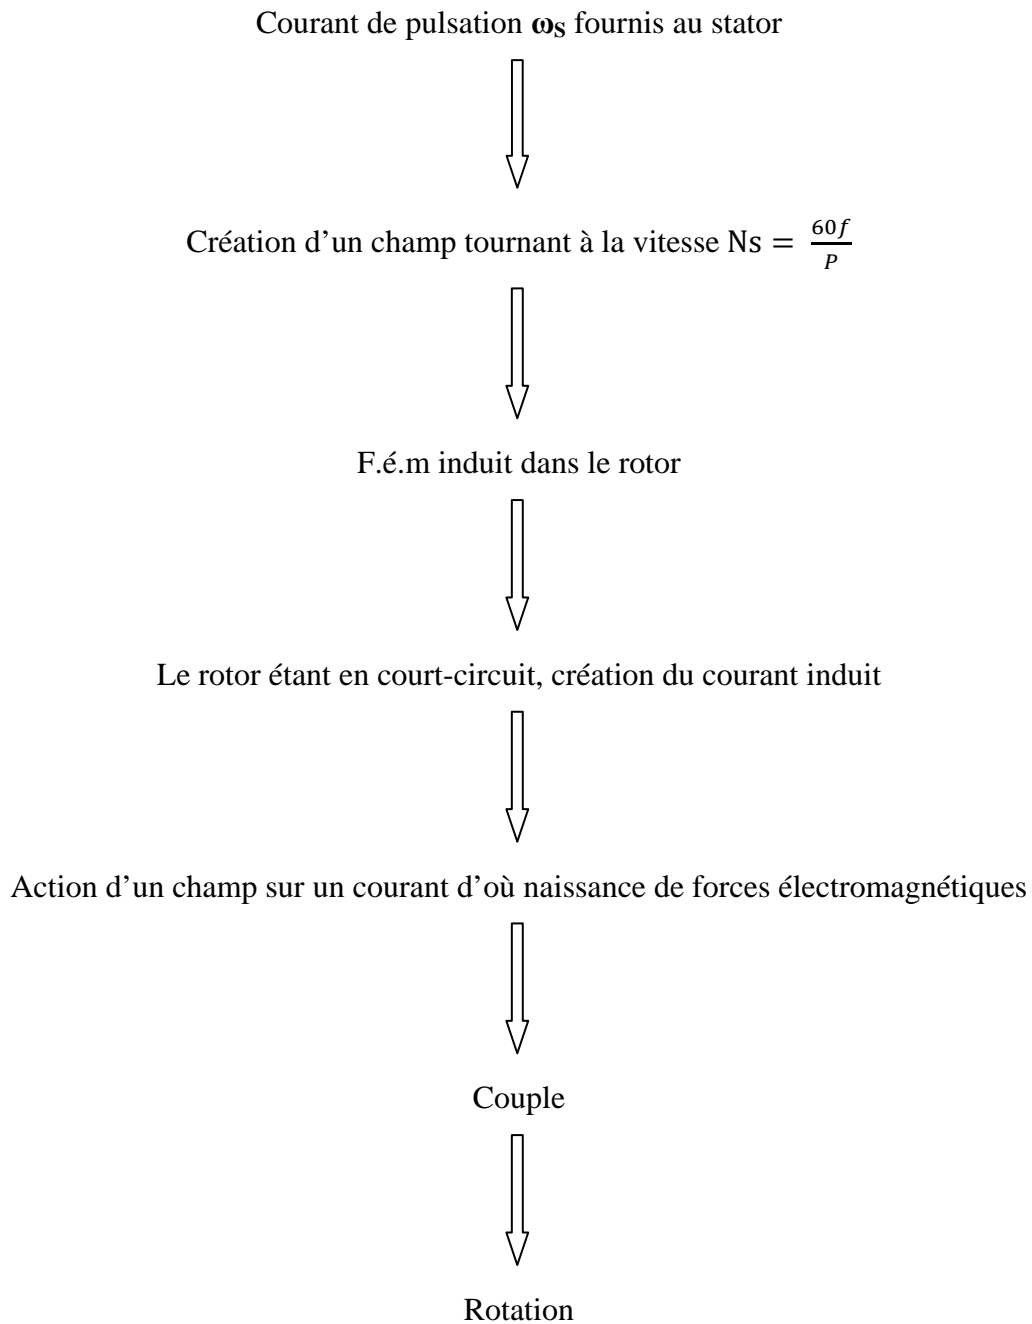 Courant de pulsation ωS fournis au stator
Création d’un champ tournant à la vitesse Ns = 60f/P
F.é.m induit dans le rotor
Le rotor étant en court-circuit, création du courant induit
Action d’un champ sur un courant d’où naissance de forces électromagnétiques
Couple
Rotation